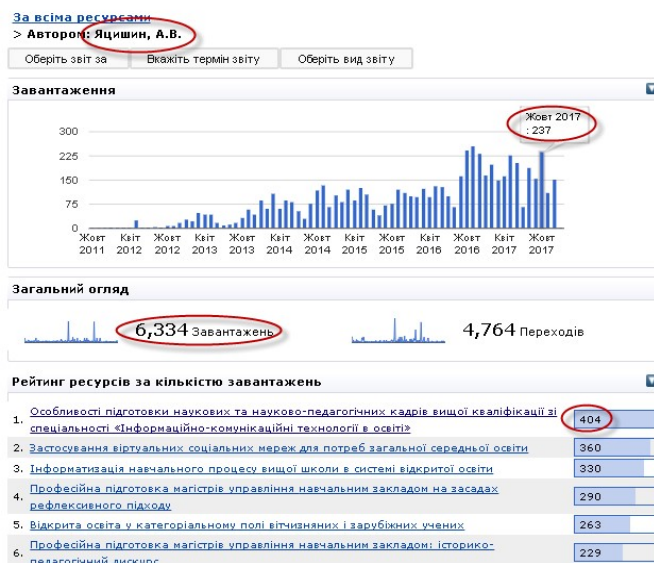 За всіма ресурсами
> Автором: Яцишин, А.В.
Оберіть звіт за Вкажіть термін звіту Оберіть вид звіту
Завантаження
Жовт 2017
: 237
300
225
150
75
0
Жовт Квіт Жовт Квіт Жовт Квіт Жовт Квіт Жовт Квіт Жовт Квіт Жовт
2011 2012 2012 2013 2013 2014 2014 2015 2015 2016 2016 2017 2017
Загальний огляд
6,334 Завантажень 4,764 Переходів
Рейтинг ресурсів за кількістю завантажень
1. Особливості підготовки наукових та науково-педагогічних кадрів вищої кваліфікації зі
спеціальності «Інформаційно-комунікаційні технології в освіті» 404
2. Застосування віртуальних соціальних мереж для потреб загальної середньої освіти 360
3. Інформатизація навчального процесу вищої школи в системі відкритої освіти 330
4. Професійна підготовка магістрів управління навчальним закладом на засадах
рефлексивного підходу 290
5. Відкрита освіта у категоріальному полі вітчизняних і зарубіжних учених 263
6. Професійна підготовка магістрів управління навчальним закладом: історико-
педагогічний дискурс 229